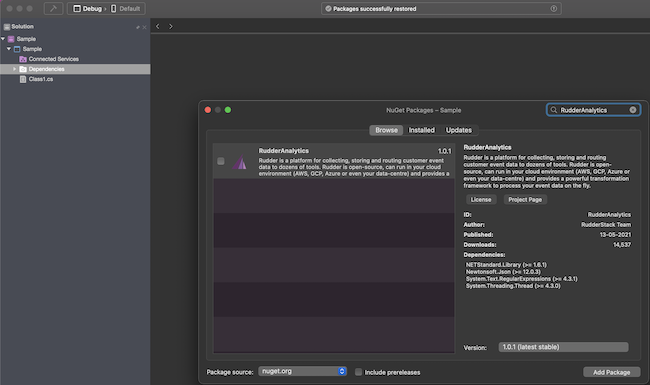 Debug › Default
Packages successfully restored
Solution
Sample
Sample
Connected Services
Dependencies
Class1.cs
NuGet Packages – Sample
RudderAnalytics
Browse Installed Updates
RudderAnalytics 1.0.1
Rudder is a platform for collecting, storing and routing customer event
data to dozens of tools. Rudder is open-source, can run in your cloud
environment (AWS, GCP, Azure or even your data-centre) and provides a
RudderAnalytics
Rudder is a platform for collecting, storing and routing
customer event data to dozens of tools. Rudder is open-
source, can run in your cloud environment (AWS, GCP, Azure
or even your data-centre) and provides a powerful transformation
framework to process your event data on the fly.
License Project Page
ID: RudderAnalytics
Author: RudderStack Team
Published: 13-05-2021
Downloads: 14,537
Dependencies:
NETStandard.Library (>= 1.6.1)
Newtonsoft.Json (>= 12.0.3)
System.Text.RegularExpressions (>= 4.3.1)
System.Threading.Thread (>= 4.3.0)
Version: 1.0.1 (latest stable)
Package source: nuget.org Include prereleases Add Package